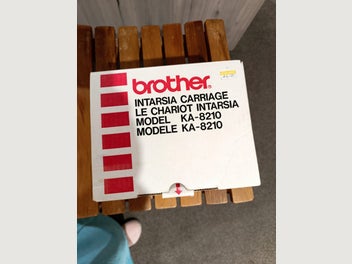 brother
INTARSIA CARRIAGE
LE CHARIOT INTARSIA
MODEL KA-8210
MODELE KA-8210